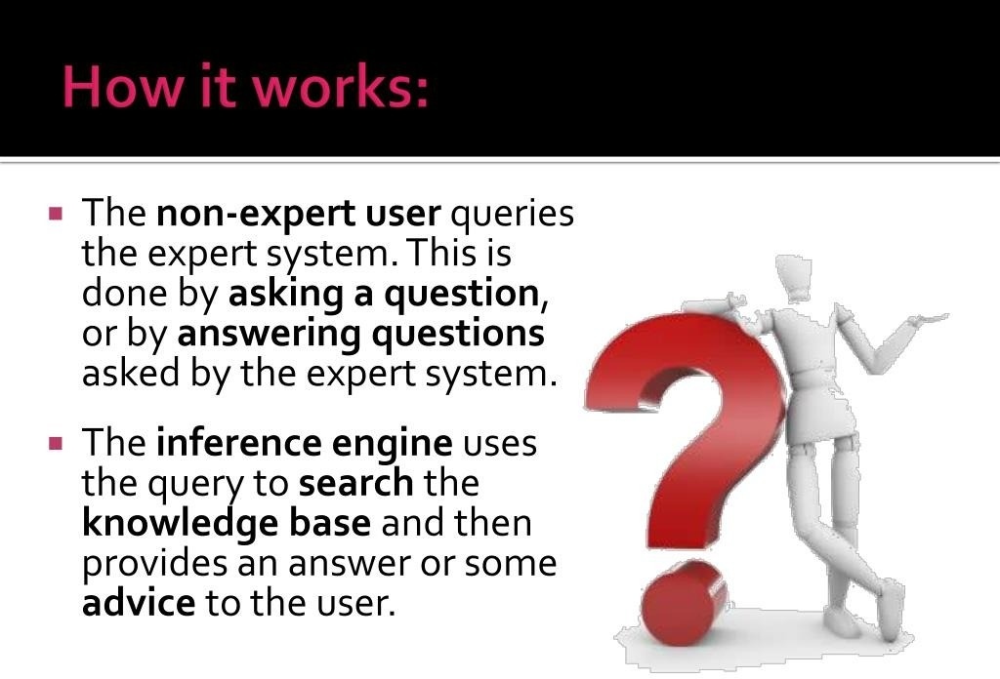 How it works:
The non-expert user queries
the expert system. This is
done by asking a question,
or by answering questions
asked by the expert system.
The inference engine uses
the query to search the
knowledge base and then
provides an answer or some
advice to the user.